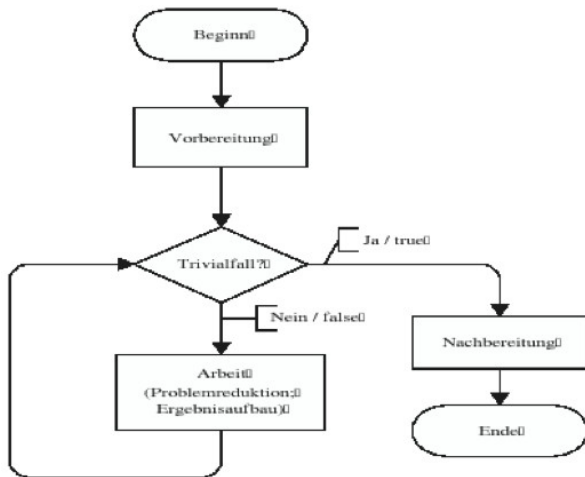 Beginn
Vorbereitung
Ja / true
Trivialfall?
Nein / false
Nachbereitung
Arbeit
(Problemreduktion;
Ergebnisaufbau)
Ende